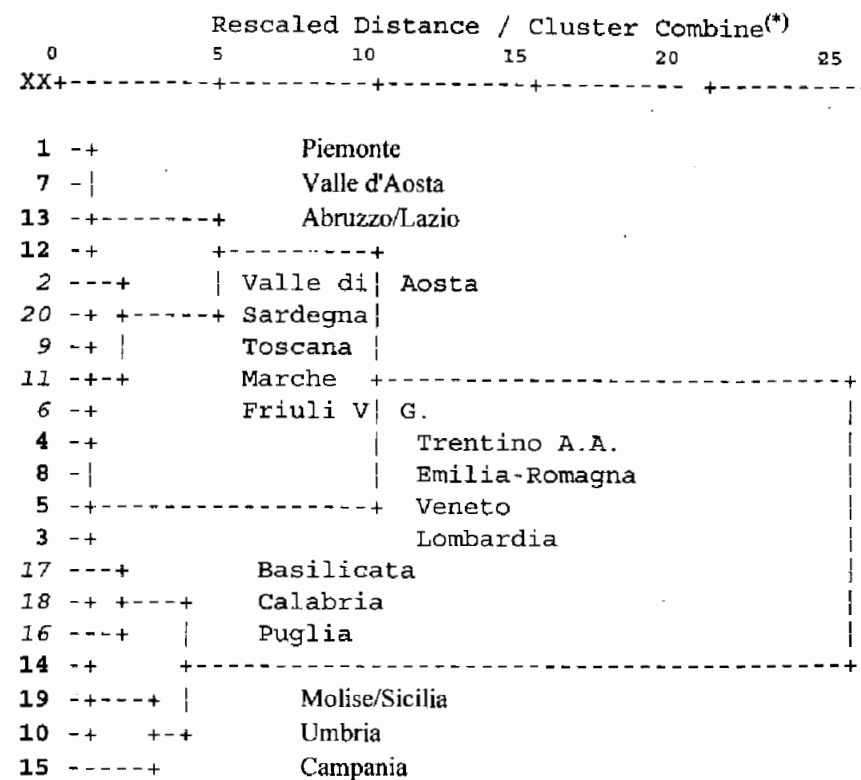 Rescaled Distance / Cluster Combine(*)
0 5 10 15 20 25
XX+---------+---------+---------+--------- +---------
1 -+ Piemonte
7 -| Valle d'Aosta
13 -+-------+ Abruzzo/Lazio
12 -+ +---------+
2 ---+ | Valle di| Aosta
20 -+ +-----+ Sardegna|
9 -+ | Toscana |
11 -+-+ Marche +-----------------------------+
6 -+ Friuli V| G. |
4 -+ | Trentino A.A. |
8 -| | Emilia-Romagna |
5 -+-----------------+ Veneto |
3 -+ Lombardia |
17 ---+ Basilicata |
18 -+ +---+ Calabria |
16 ---+ | Puglia |
14 -+ +-----------------------------------------+
19 -+---+ | Molise/Sicilia
10 -+ +-+ Umbria
15 -----+ Campania